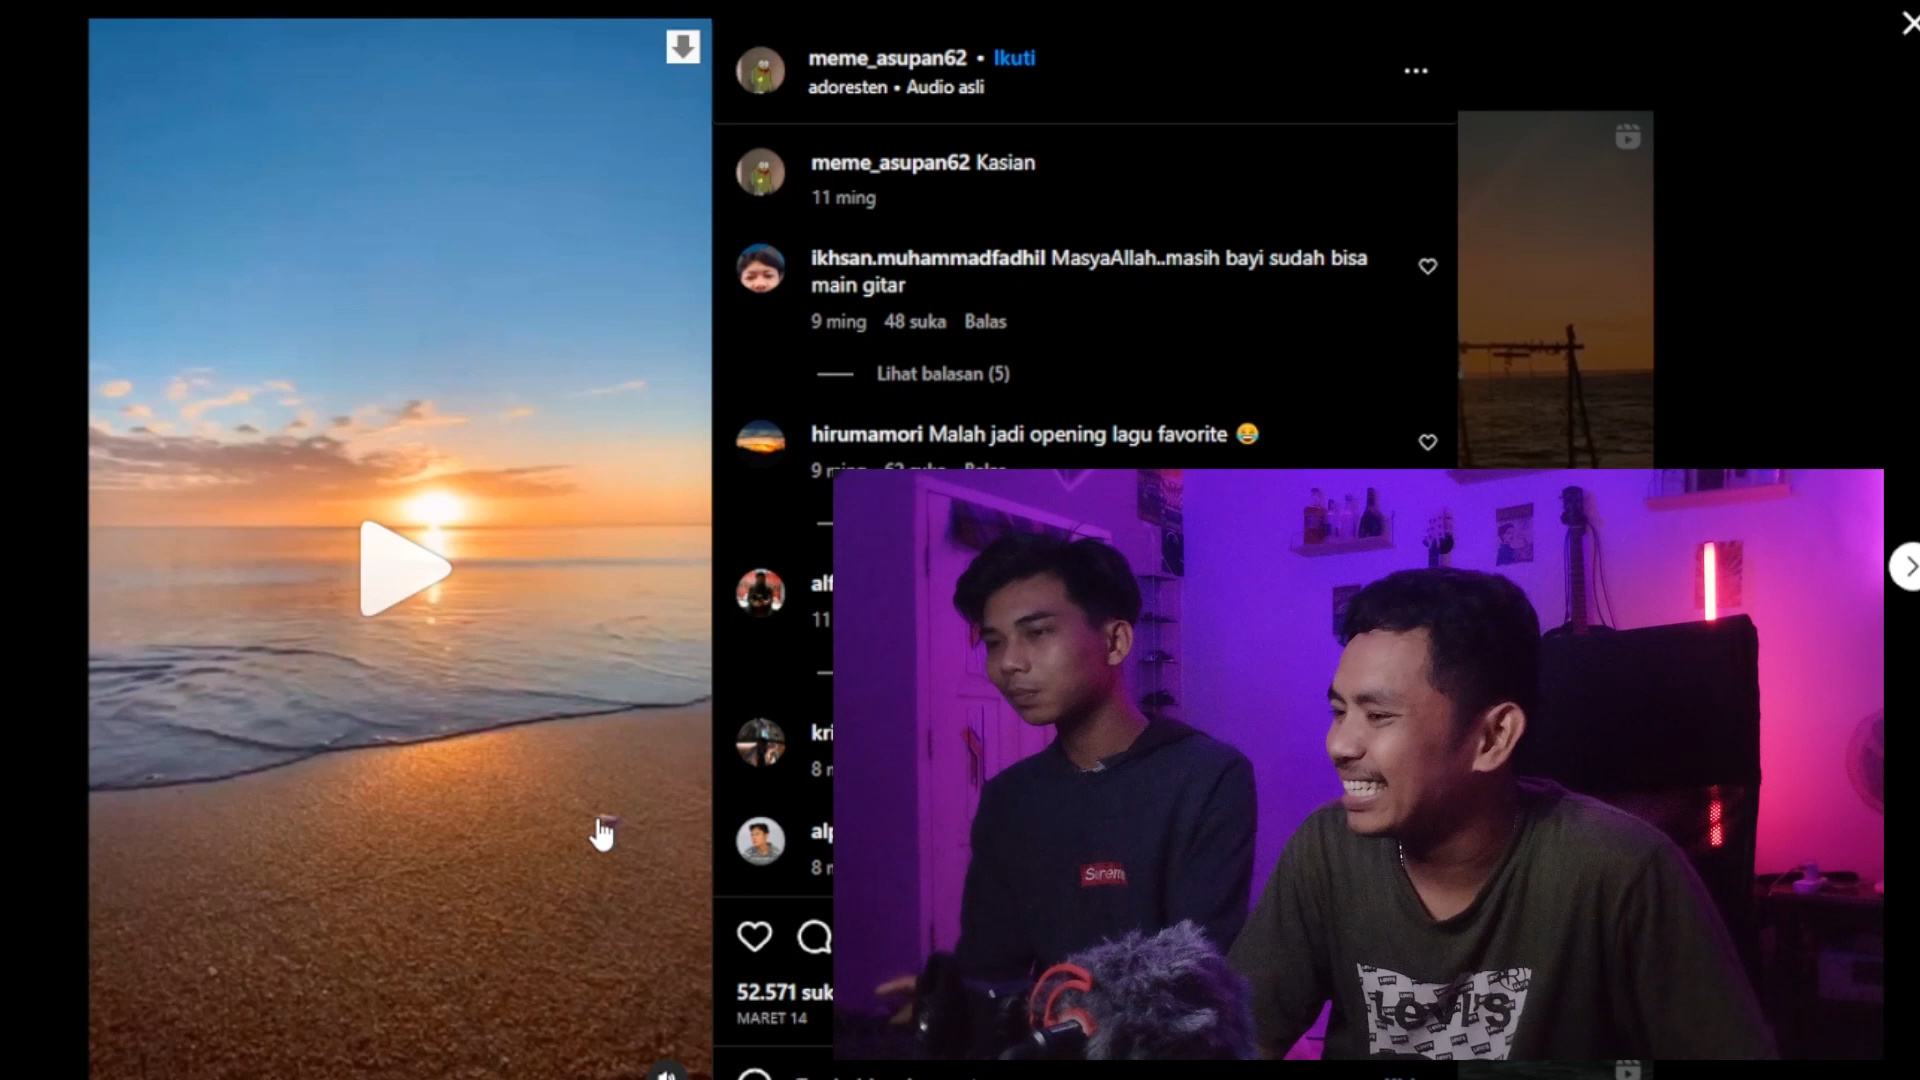 meme_asupan62 • Ikuti
adoresten • Audio asli
meme_asupan62 Kasian
11 ming
ikhsan.muhammadfadhil MasyaAllah..masih bayi sudah bisa
main gitar
9 ming 48 suka Balas
Lihat balasan (5)
hirumamori Malah jadi opening lagu favorite 😂
52.571 suk
MARET 14
Levi's